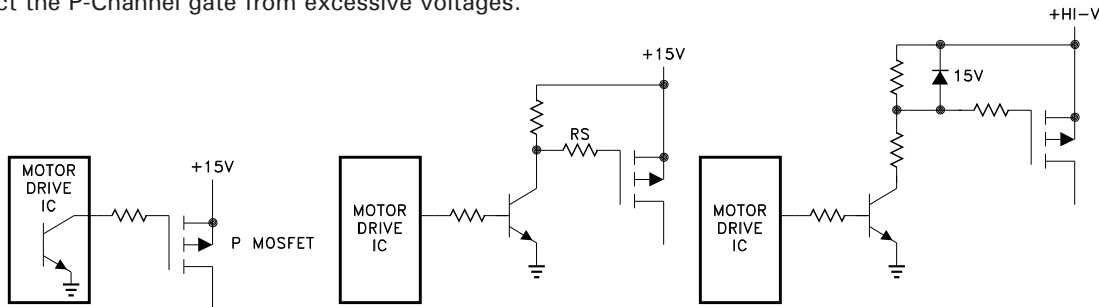 ct the P-Channel gate from excessive voltages.
+HI-V
+15V
15V
RS
MOTOR
DRIVE
IC
+15V
P MOSFET
MOTOR
DRIVE
IC
MOTOR
DRIVE
IC